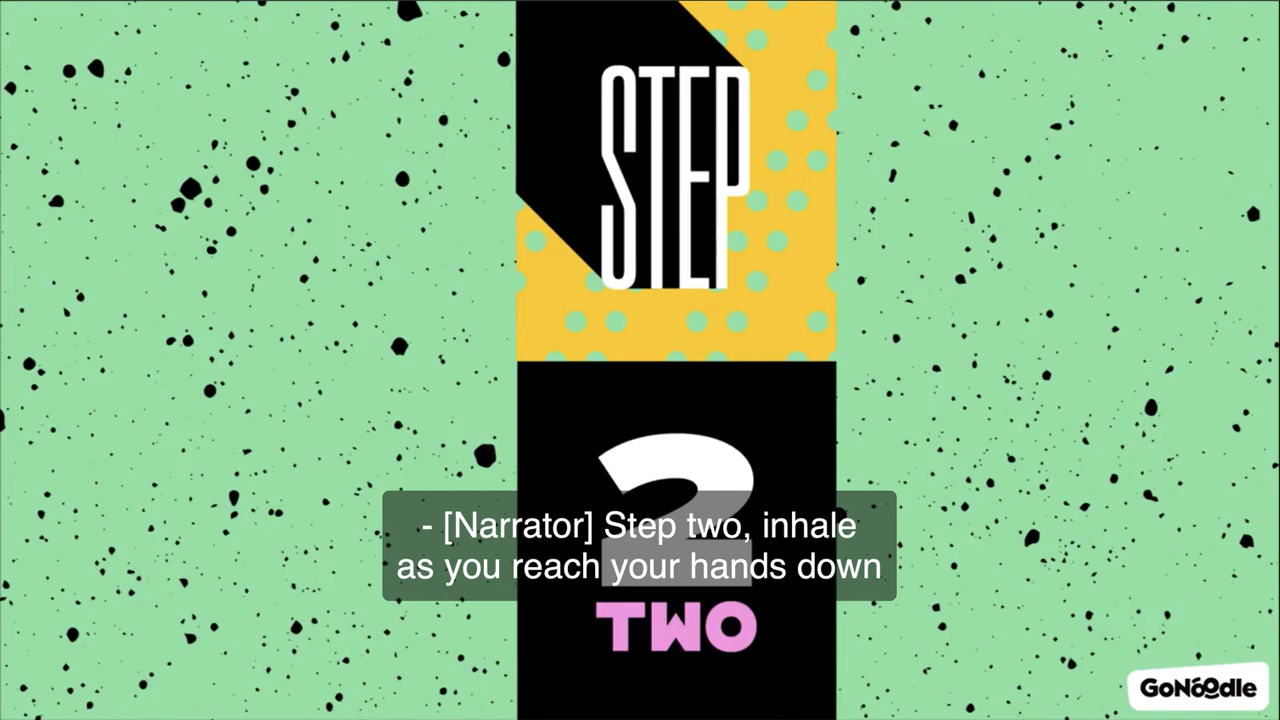 STEP
2
- [Narrator] Step two, inhale
as you reach your hands down
TWO
GoNoodle